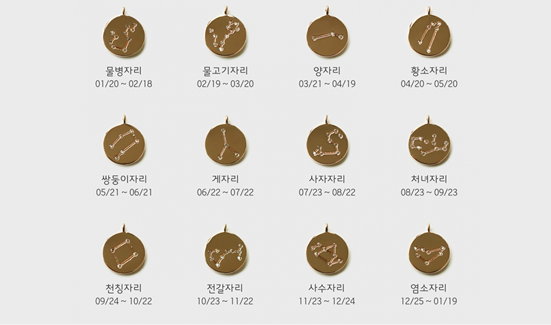 물병자리 물고기자리 양자리 황소자리
01/20 ~ 02/18 02/19 ~ 03/20 03/21 ~ 04/19 04/20 ~ 05/20
쌍둥이자리 게자리 사자자리 처녀자리
05/21 ~ 06/21 06/22 ~ 07/22 07/23 ~ 08/22 08/23 ~ 09/23
천칭자리 전갈자리 사수자리 염소자리
09/24 ~ 10/22 10/23 ~ 11/22 11/23 ~ 12/24 12/25 ~ 01/19